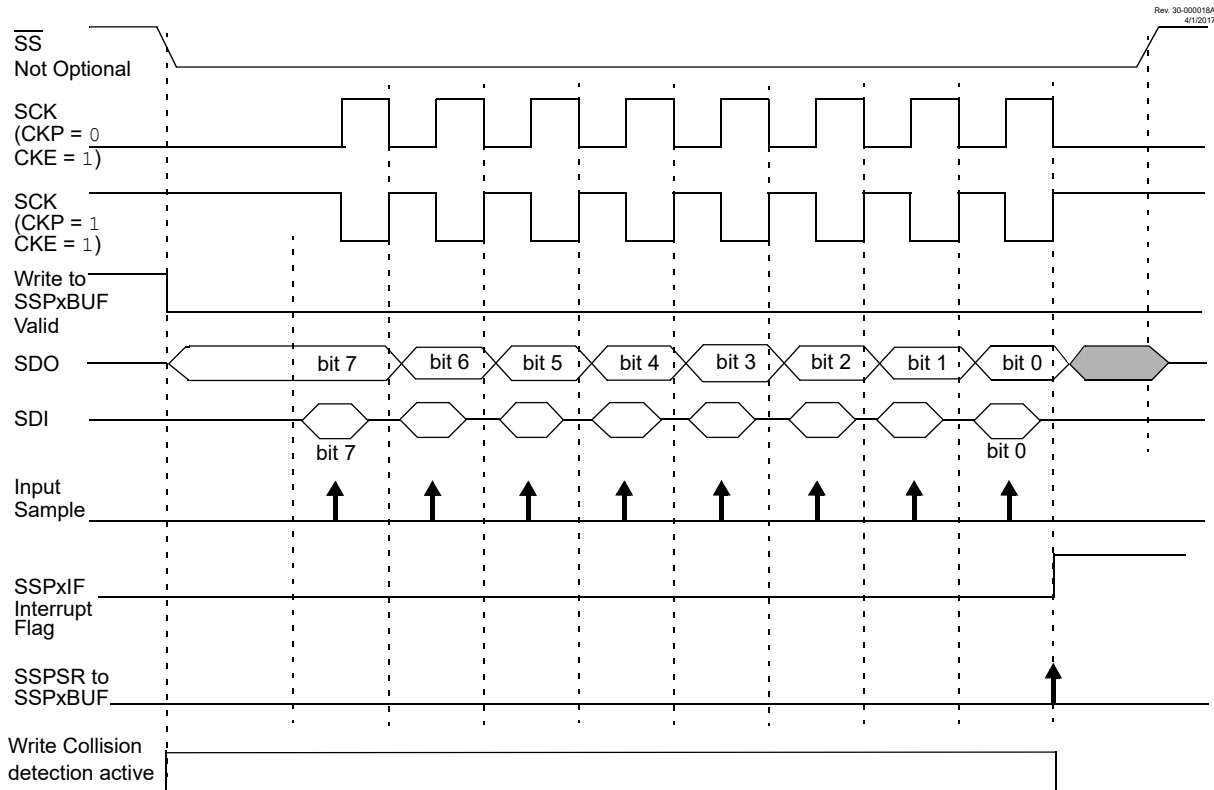 Rev. 30-000018A
4/1/2017
SS
Not Optional
SCK
(CKP = 0
CKE = 1)
SCK
(CKP = 1
CKE = 1)
Write to
SSPxBUF
Valid
SDO
bit 7 bit 6 bit 5 bit 4 bit 3 bit 2 bit 1 bit 0
SDI
bit 7 bit 0
Input
Sample
SSPxIF
Interrupt
Flag
SSPSR to
SSPxBUF
Write Collision
detection active